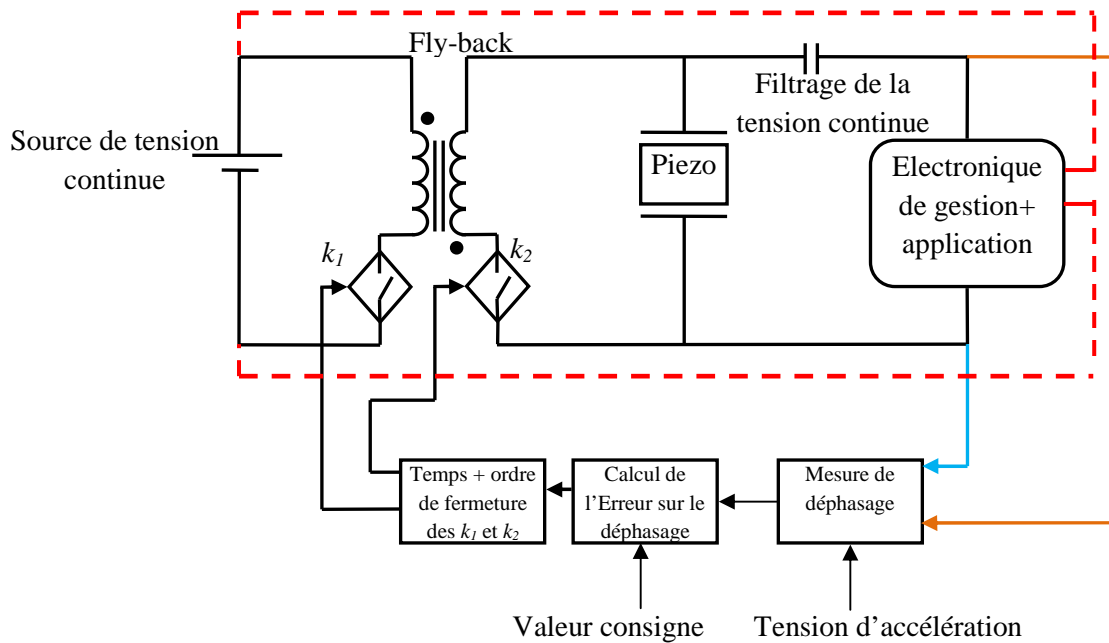 Fly-back
Filtrage de la
tension continue
Source de tension
continue
Piezo
Electronique
de gestion+
application
k1
k2
Temps + ordre
de fermeture
des k1 et k2
Calcul de
l’Erreur sur le
déphasage
Mesure de
déphasage
Valeur consigne
Tension d’accélération